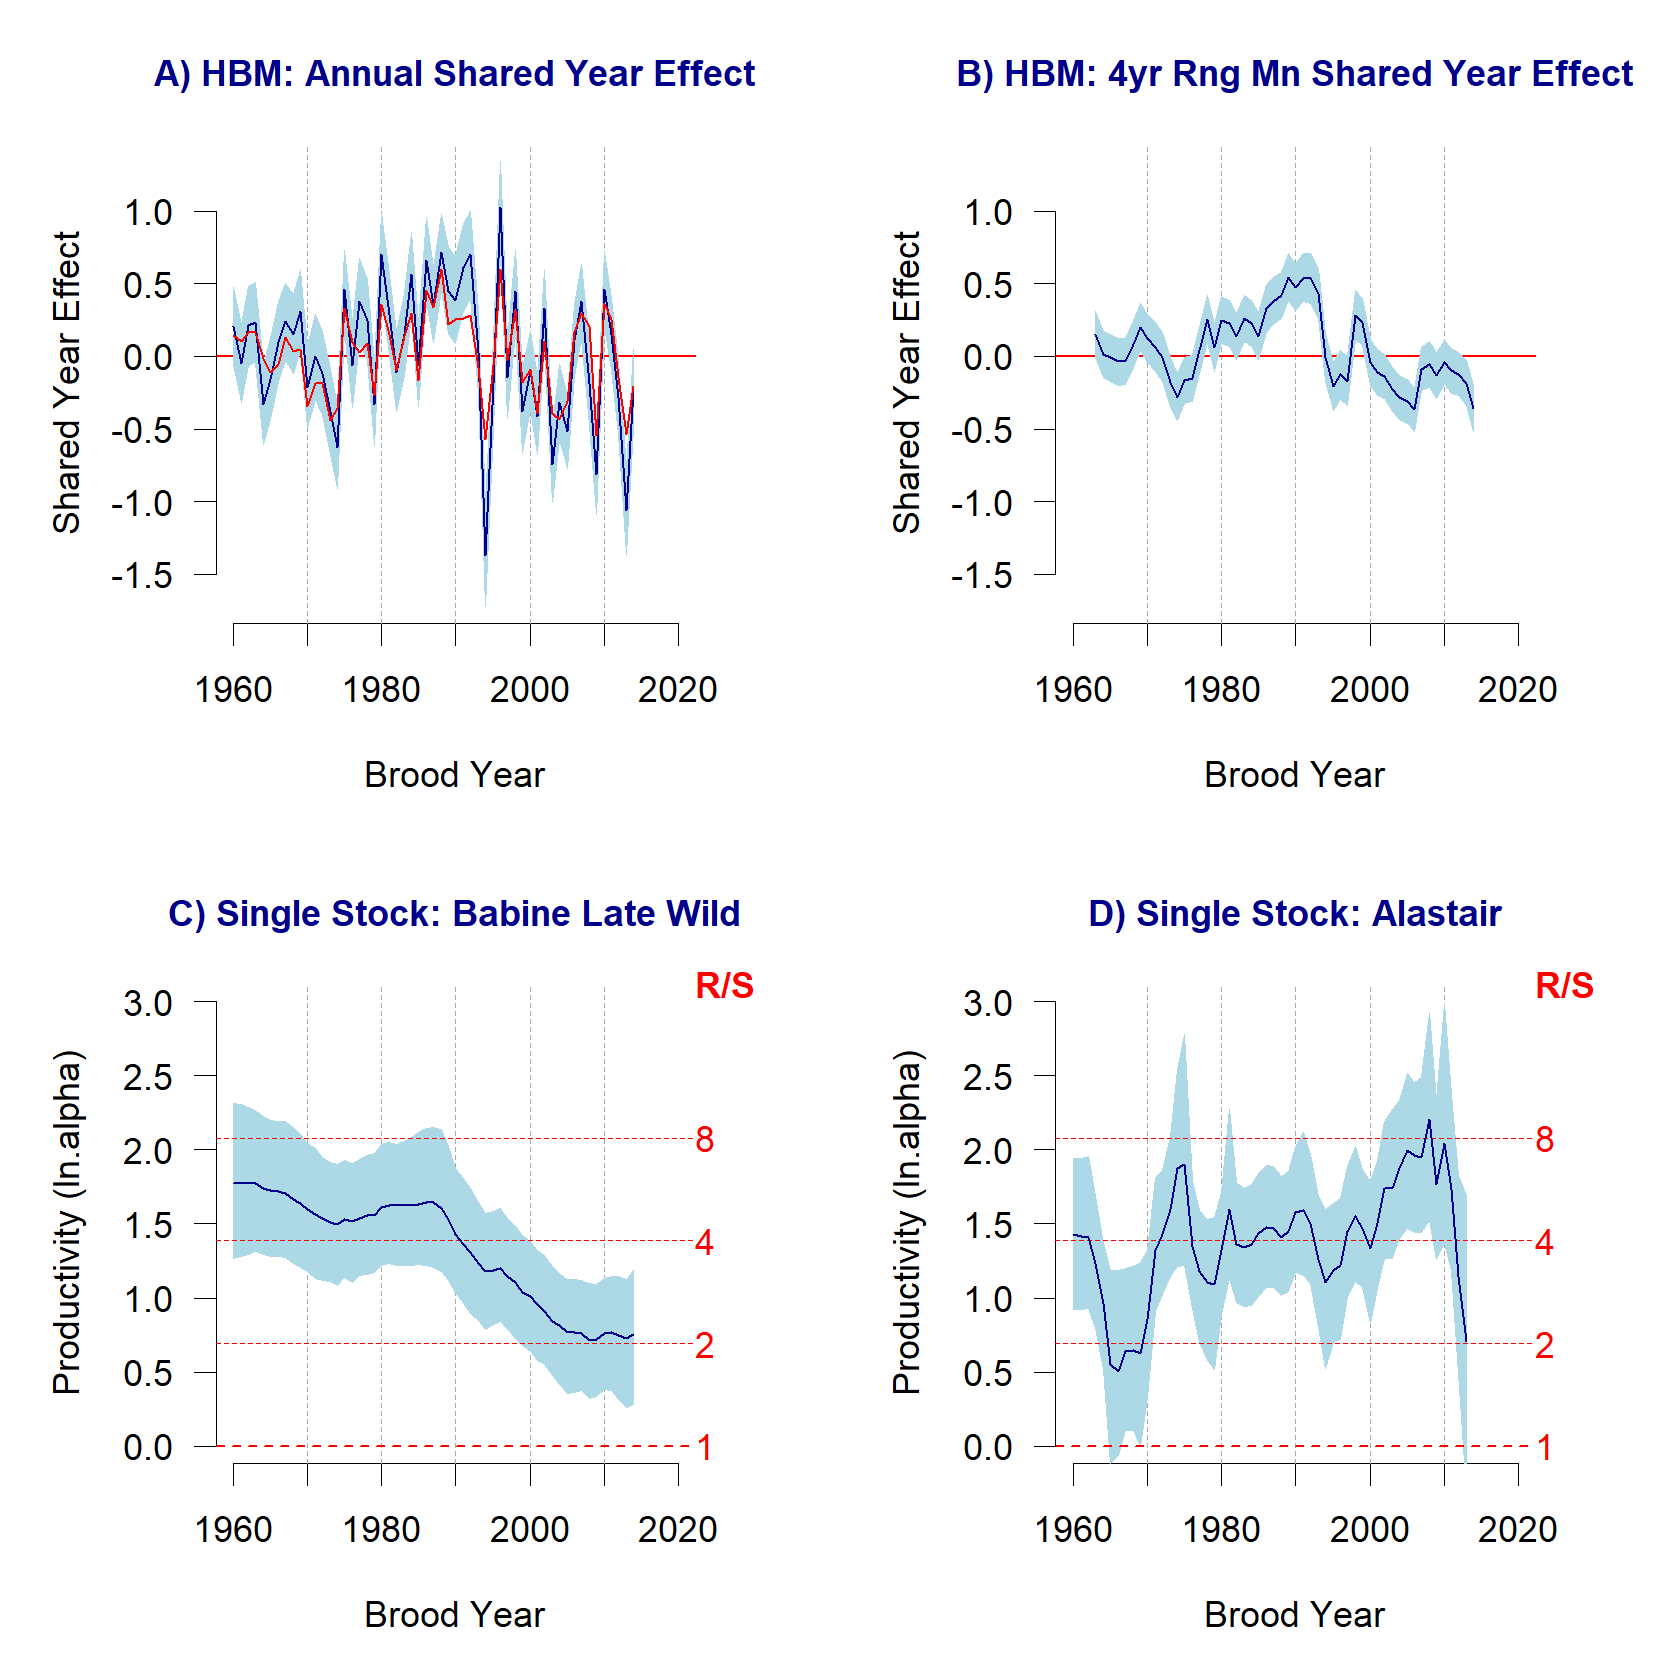 A) HBM: Annual Shared Year Effect
Shared Year Effect
1.0
0.5
0.0
-0.5
-1.0
-1.5
1960 1980 2000 2020
Brood Year
B) HBM: 4yr Rng Mn Shared Year Effect
Shared Year Effect
1.0
0.5
0.0
-0.5
-1.0
-1.5
1960 1980 2000 2020
Brood Year
C) Single Stock: Babine Late Wild
R/S
Productivity (ln.alpha)
3.0
2.5
2.0
1.5
1.0
0.5
0.0
8
4
2
1
1960 1980 2000 2020
Brood Year
D) Single Stock: Alastair
R/S
Productivity (ln.alpha)
3.0
2.5
2.0
1.5
1.0
0.5
0.0
8
4
2
1
1960 1980 2000 2020
Brood Year